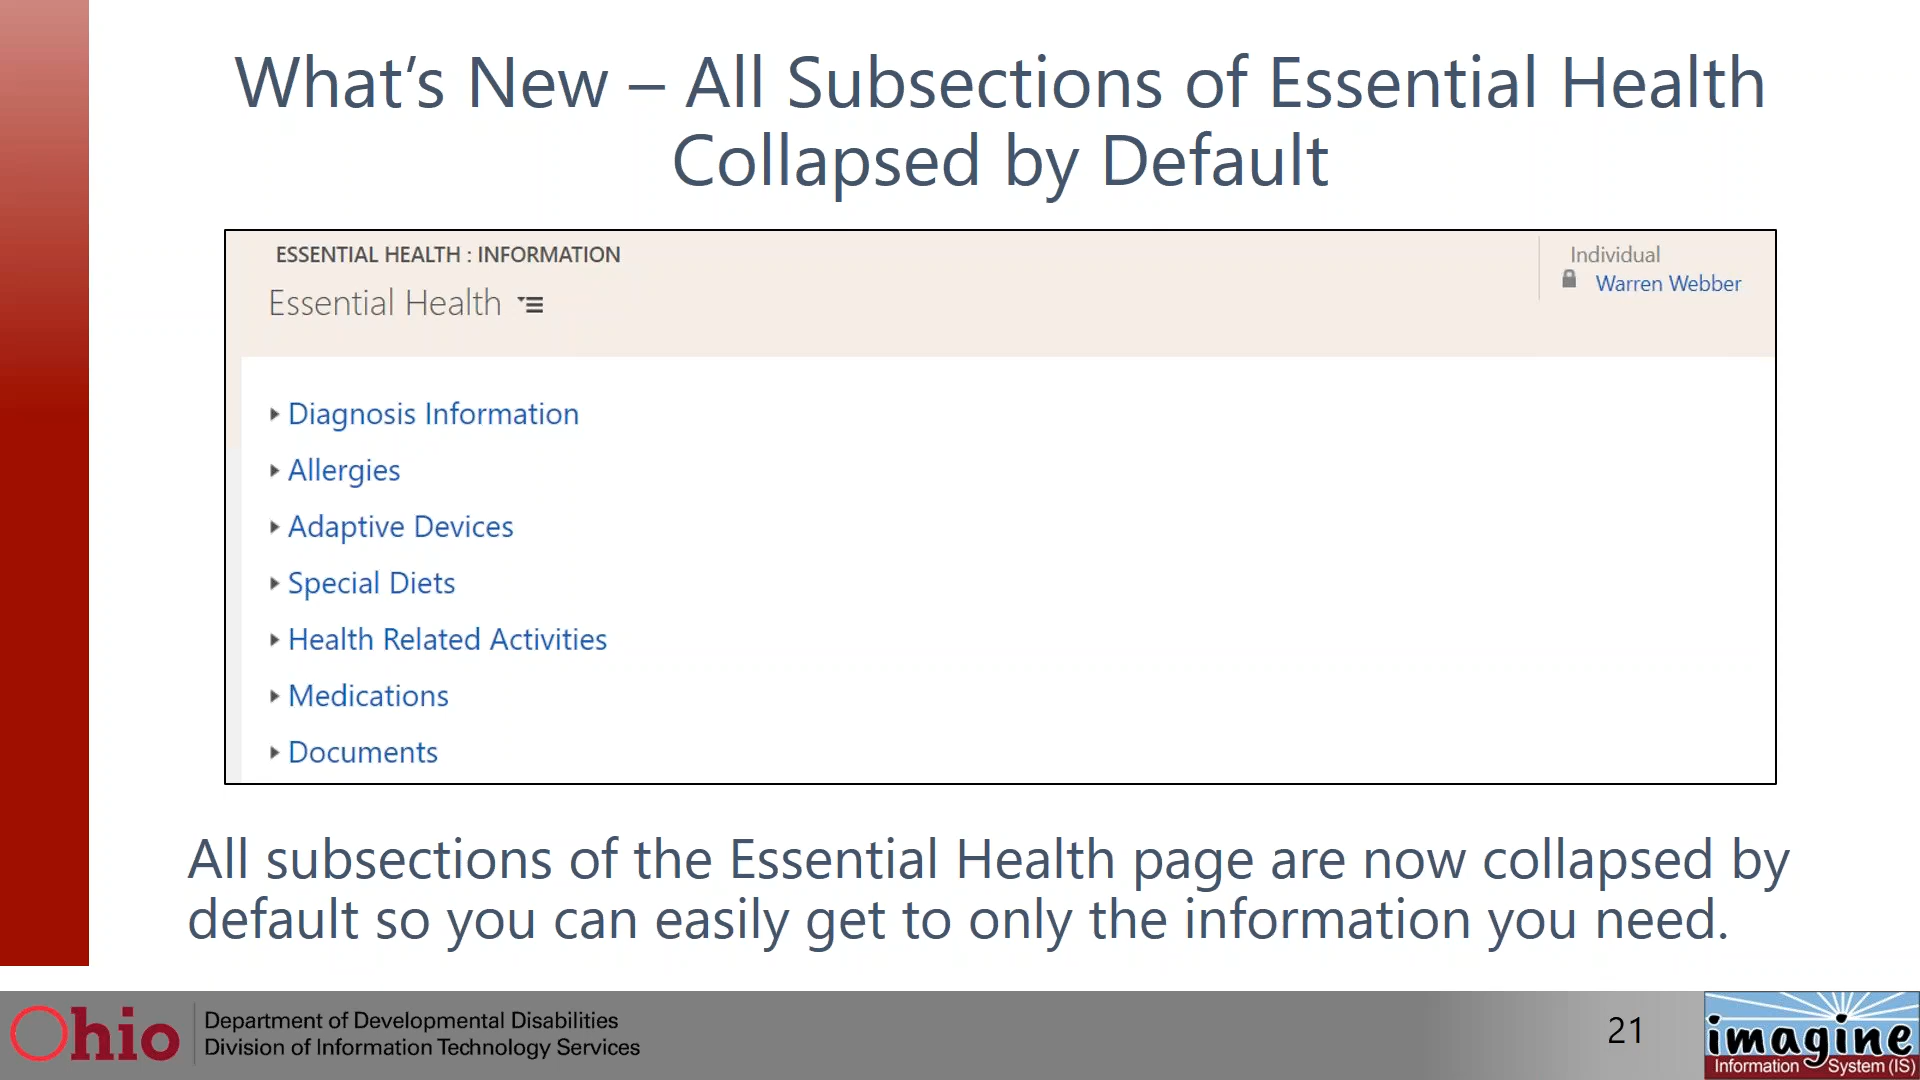 What’s New – All Subsections of Essential Health
Collapsed by Default
ESSENTIAL HEALTH : INFORMATION
Essential Health
Individual
Warren Webber
Diagnosis Information
Allergies
Adaptive Devices
Special Diets
Health Related Activities
Medications
Documents
All subsections of the Essential Health page are now collapsed by
default so you can easily get to only the information you need.
Ohio
Department of Developmental Disabilities
Division of Information Technology Services
21
imagine
Information System (IS)